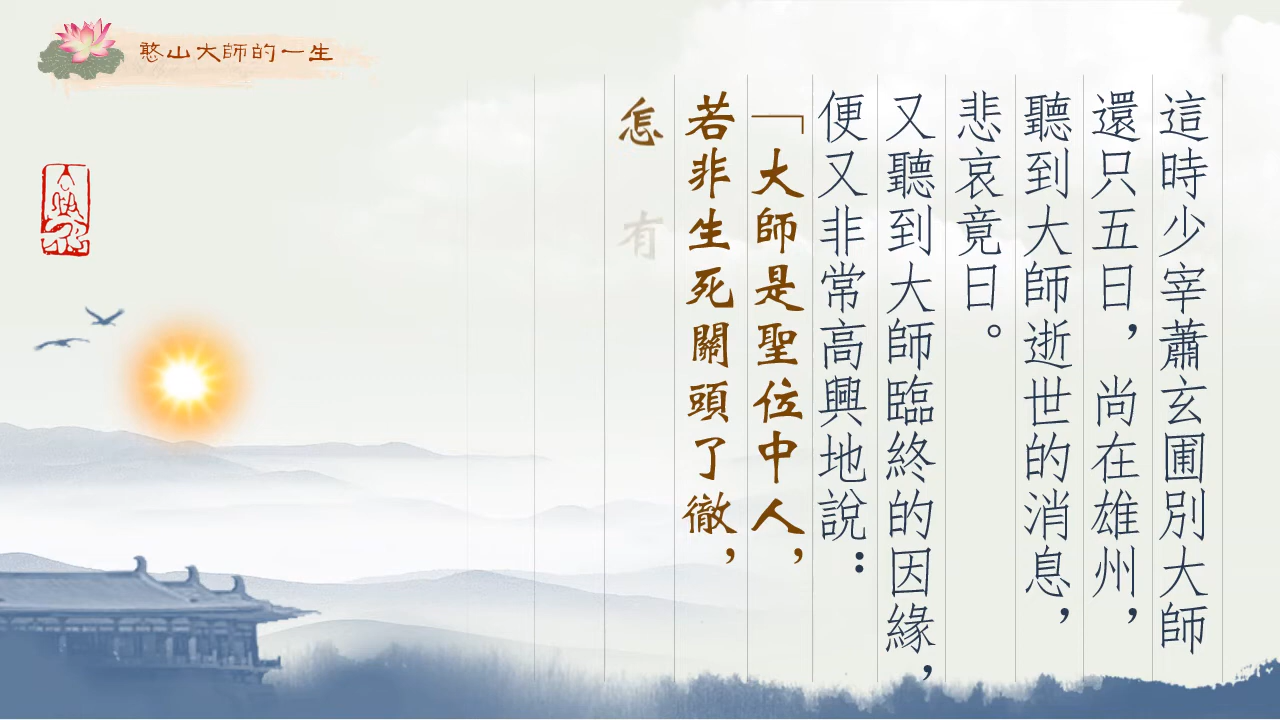 憨山大師的一生
這時少宰蕭玄圃別大師
還只五日，尚在雄州，
聽到大師逝世的消息，
悲哀竟日。
又聽到大師臨終的因緣，
便又非常高興地說：
「大師是聖位中人，
若非生死關頭了徹，
怎有